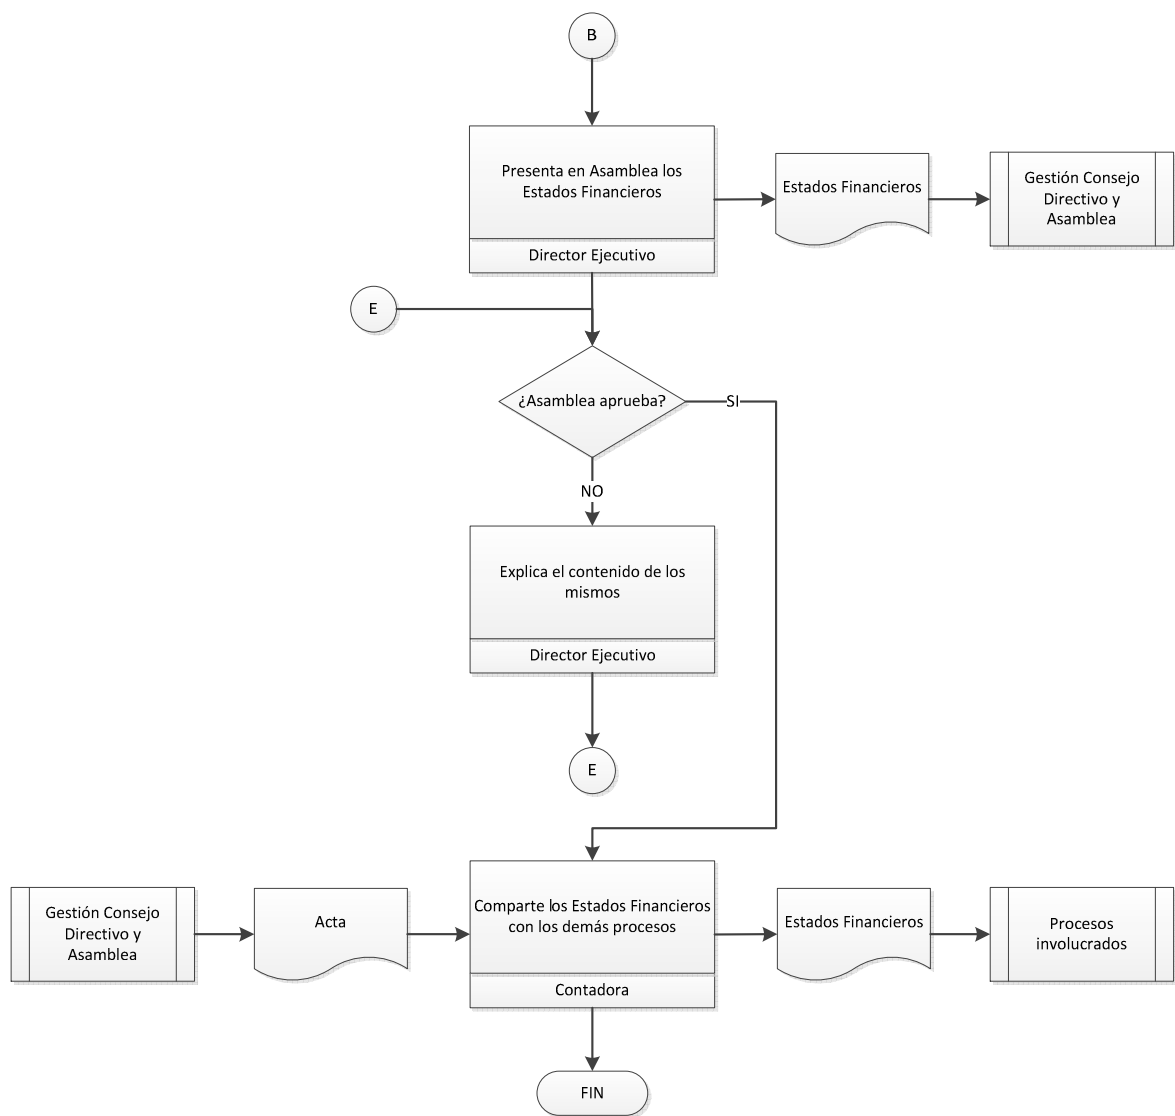 B
Presenta en Asamblea los
Estados Financieros
Director Ejecutivo
Estados Financieros
Gestión Consejo
Directivo y
Asamblea
E
¿Asamblea aprueba?
SI
NO
Explica el contenido de los
mismos
Director Ejecutivo
E
Gestión Consejo
Directivo y
Asamblea
Acta
Comparte los Estados Financieros
con los demás procesos
Contadora
Estados Financieros
Procesos
involucrados
FIN